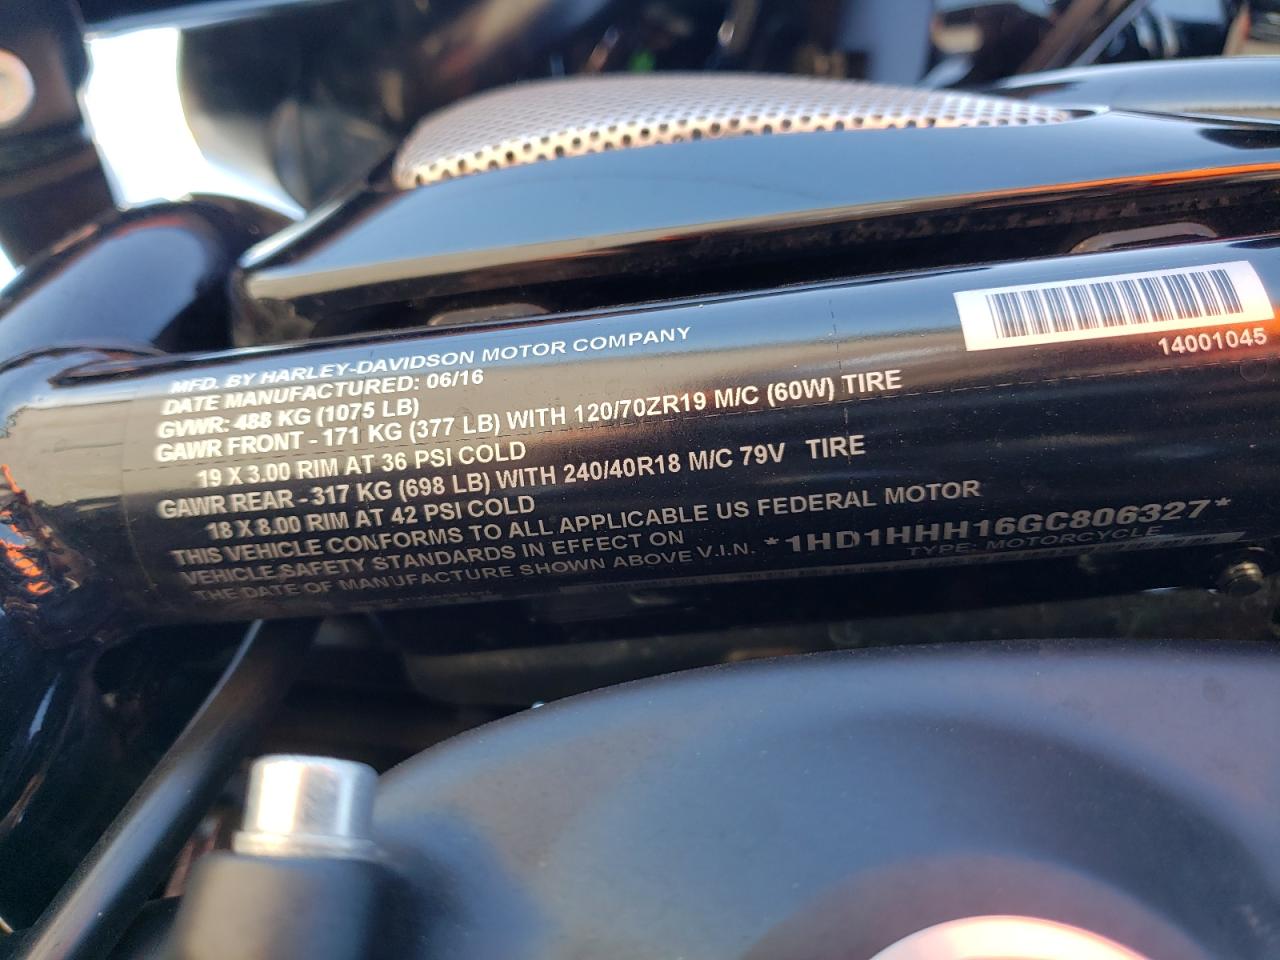 14001045
MFD. BY HARLEY-DAVIDSON MOTOR COMPANY
DATE MANUFACTURED: 06/16
GVWR: 488 KG (1075 LB)
GAWR FRONT - 171 KG (377 LB) WITH 120/70ZR19 M/C (60W) TIRE
19 X 3.00 RIM AT 36 PSI COLD
GAWR REAR - 317 KG (698 LB) WITH 240/40R18 M/C 79V TIRE
18 X 8.00 RIM AT 42 PSI COLD
THIS VEHICLE CONFORMS TO ALL APPLICABLE US FEDERAL MOTOR
VEHICLE SAFETY STANDARDS IN EFFECT ON
THE DATE OF MANUFACTURE SHOWN ABOVE V.I.N. *1HD1HHH16GC806327*
TYPE: MOTORCYCLE